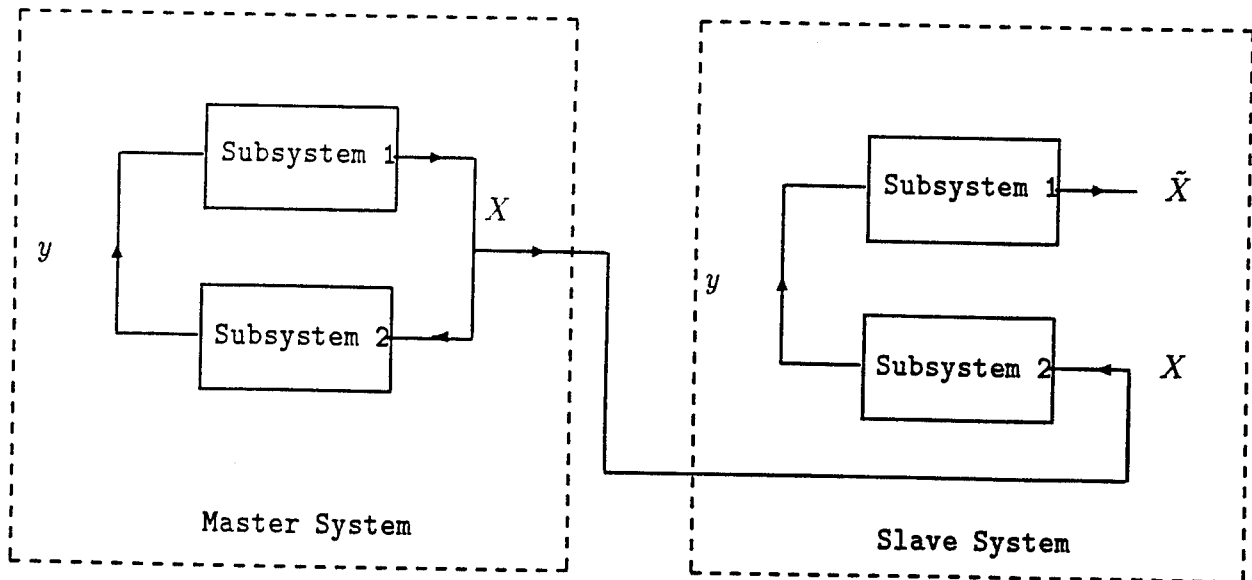 Subsystem 1
X
y
Subsystem 2
Master System
Subsystem 1
X̃
y
Subsystem 2
X
Slave System